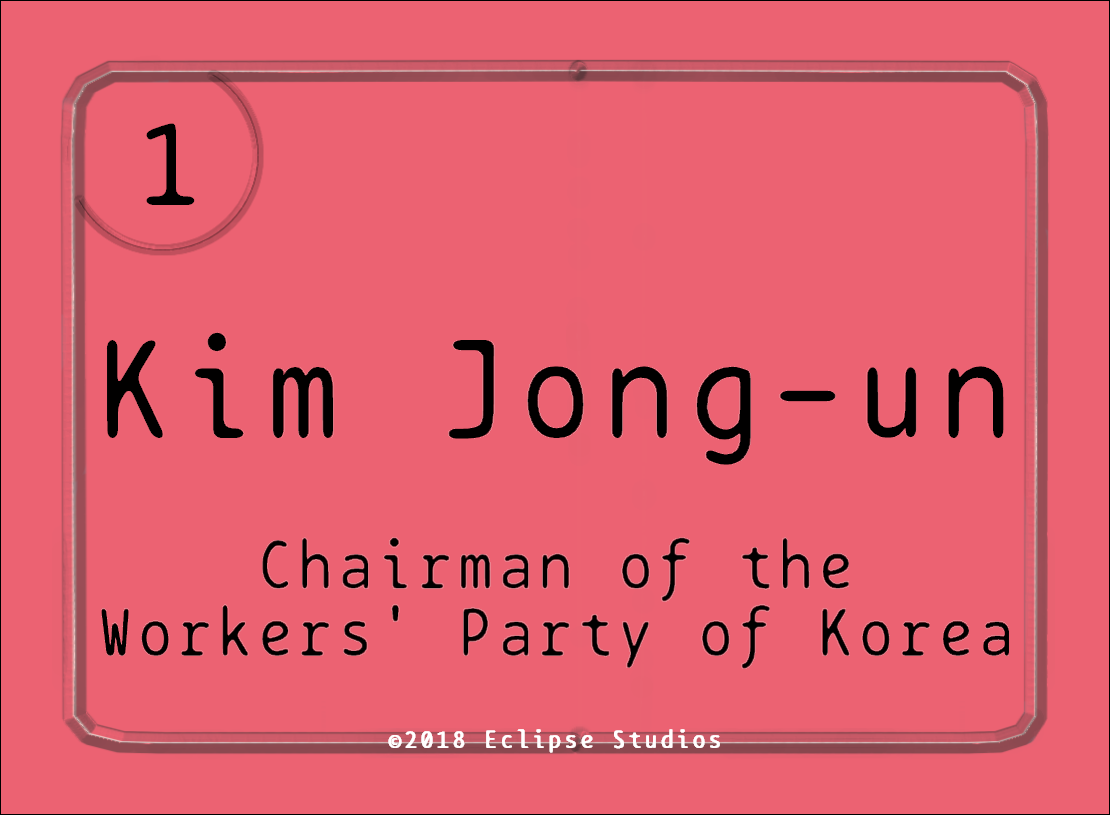 1
Kim Jong-un
Chairman of the
Workers' Party of Korea
©2018 Eclipse Studios